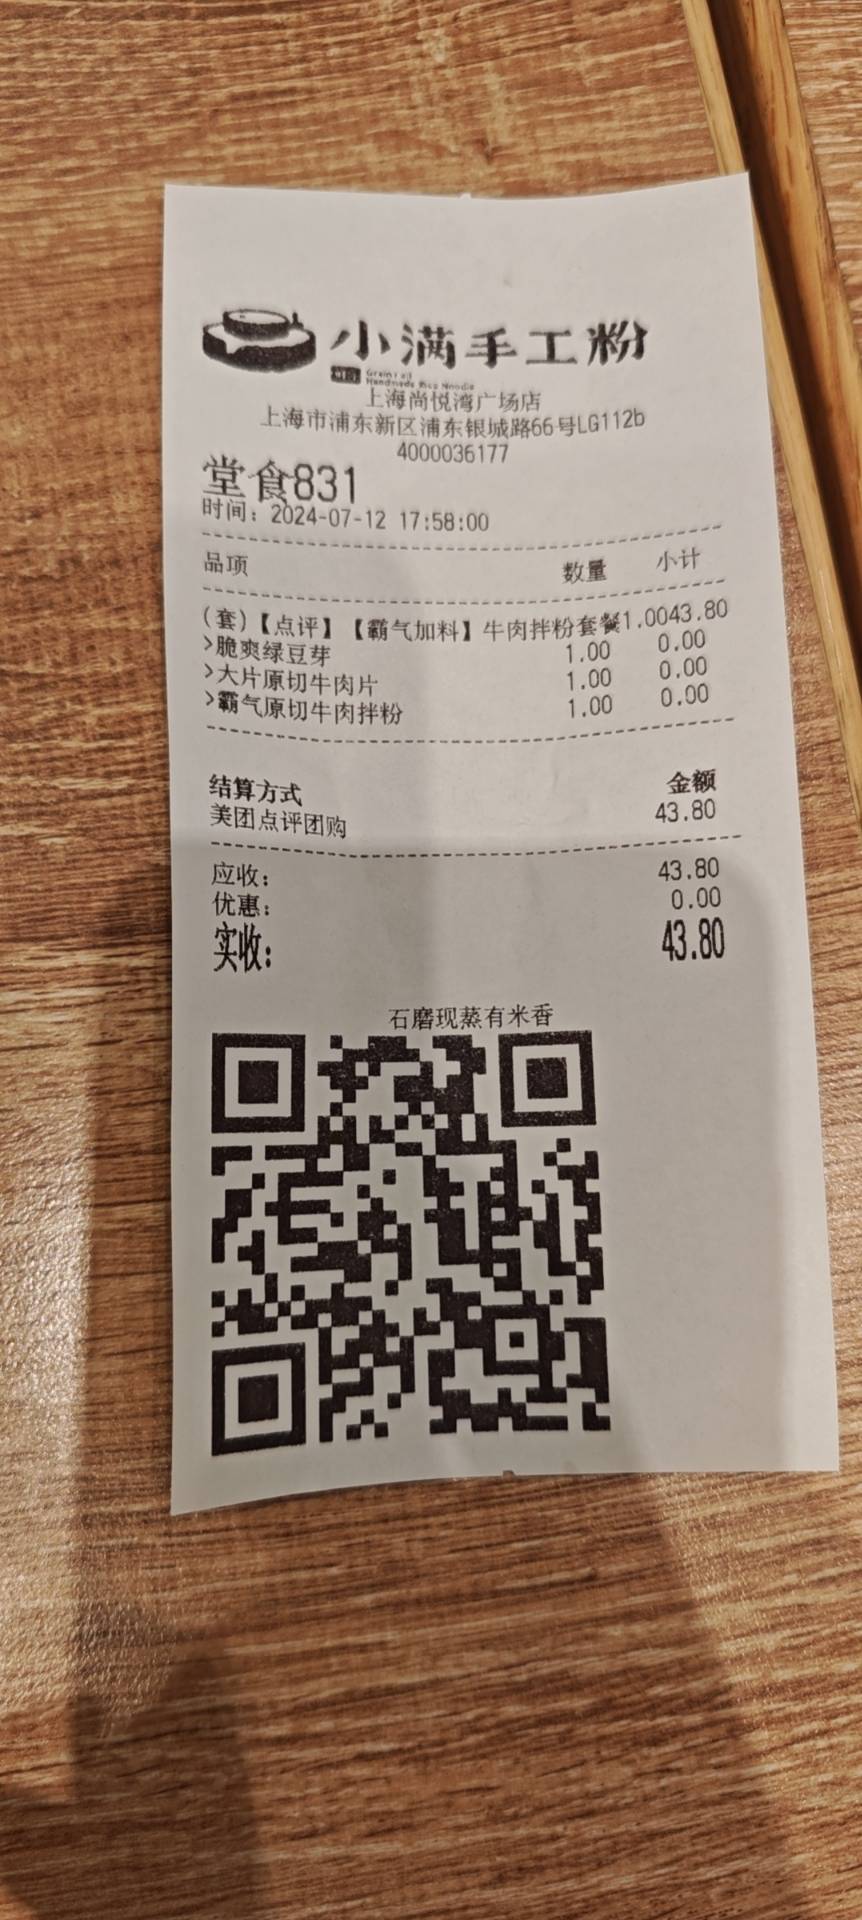 小满手工粉
Grain Full
Handmade Rice Noodle
上海尚悦湾广场店
上海市浦东新区浦东银城路66号LG112b
4000036177
堂食831
时间：2024-07-12 17:58:00
品项 数量 小计
(套)【点评】【霸气加料】牛肉拌粉套餐1.0043.80
>脆爽绿豆芽 1.00 0.00
>大片原切牛肉片 1.00 0.00
>霸气原切牛肉拌粉 1.00 0.00
结算方式 金额
美团点评团购 43.80
应收： 43.80
优惠： 0.00
实收： 43.80
石磨现蒸有米香